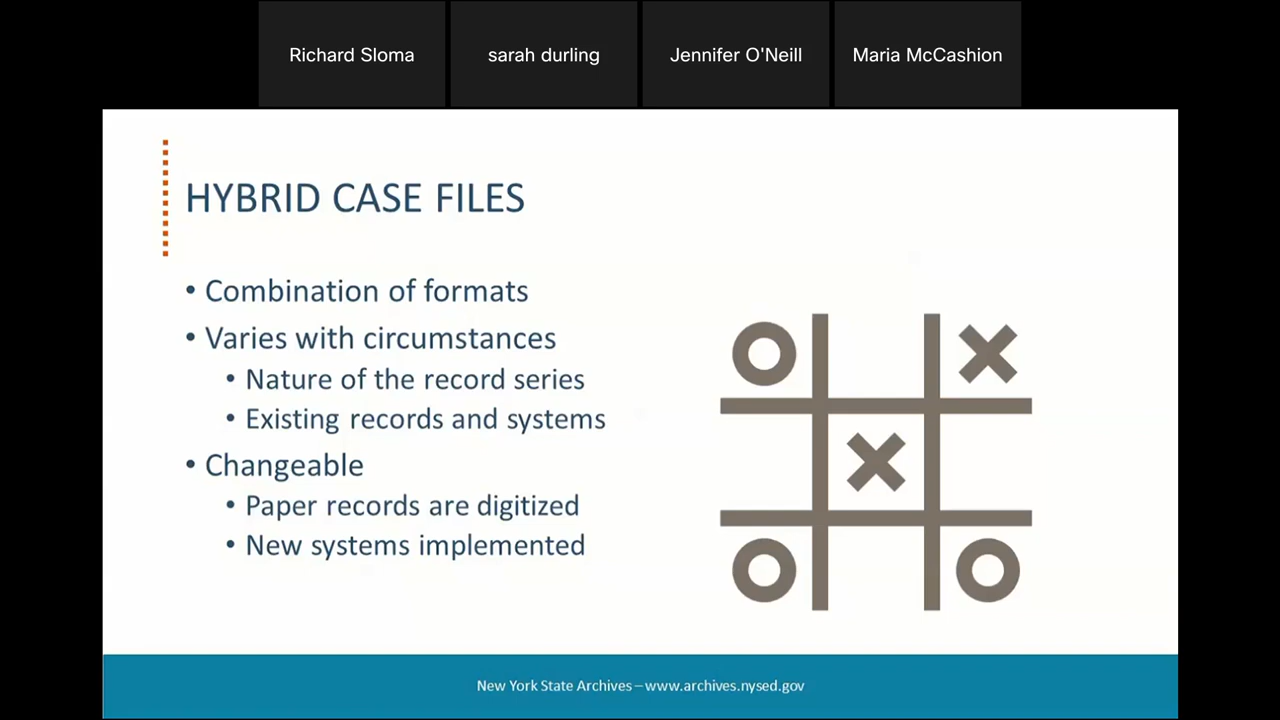 Richard Sloma
sarah durling
Jennifer O'Neill
Maria McCashion
HYBRID CASE FILES
• Combination of formats
• Varies with circumstances
• Nature of the record series
• Existing records and systems
• Changeable
• Paper records are digitized
• New systems implemented
New York State Archives – www.archives.nysed.gov